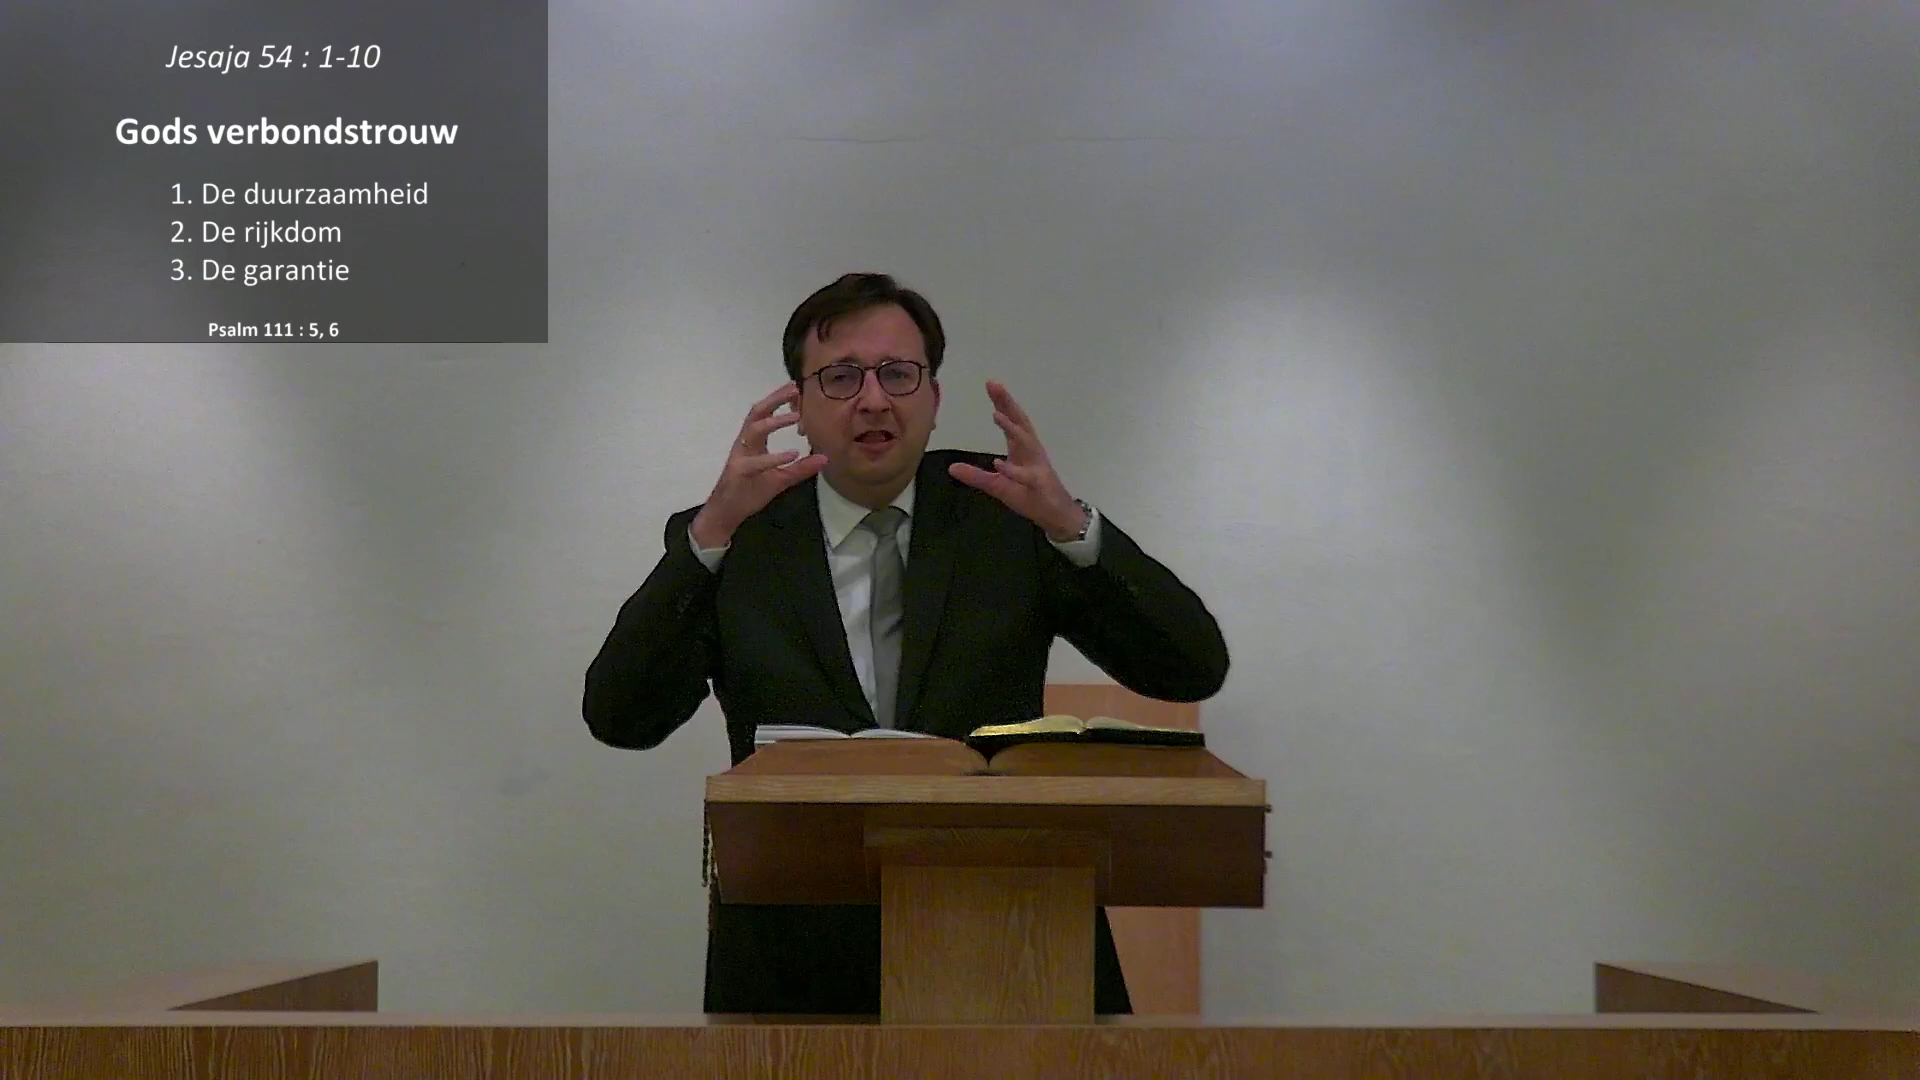 Jesaja 54 : 1-10
Gods verbondstrouw
1. De duurzaamheid
2. De rijkdom
3. De garantie
Psalm 111 : 5, 6